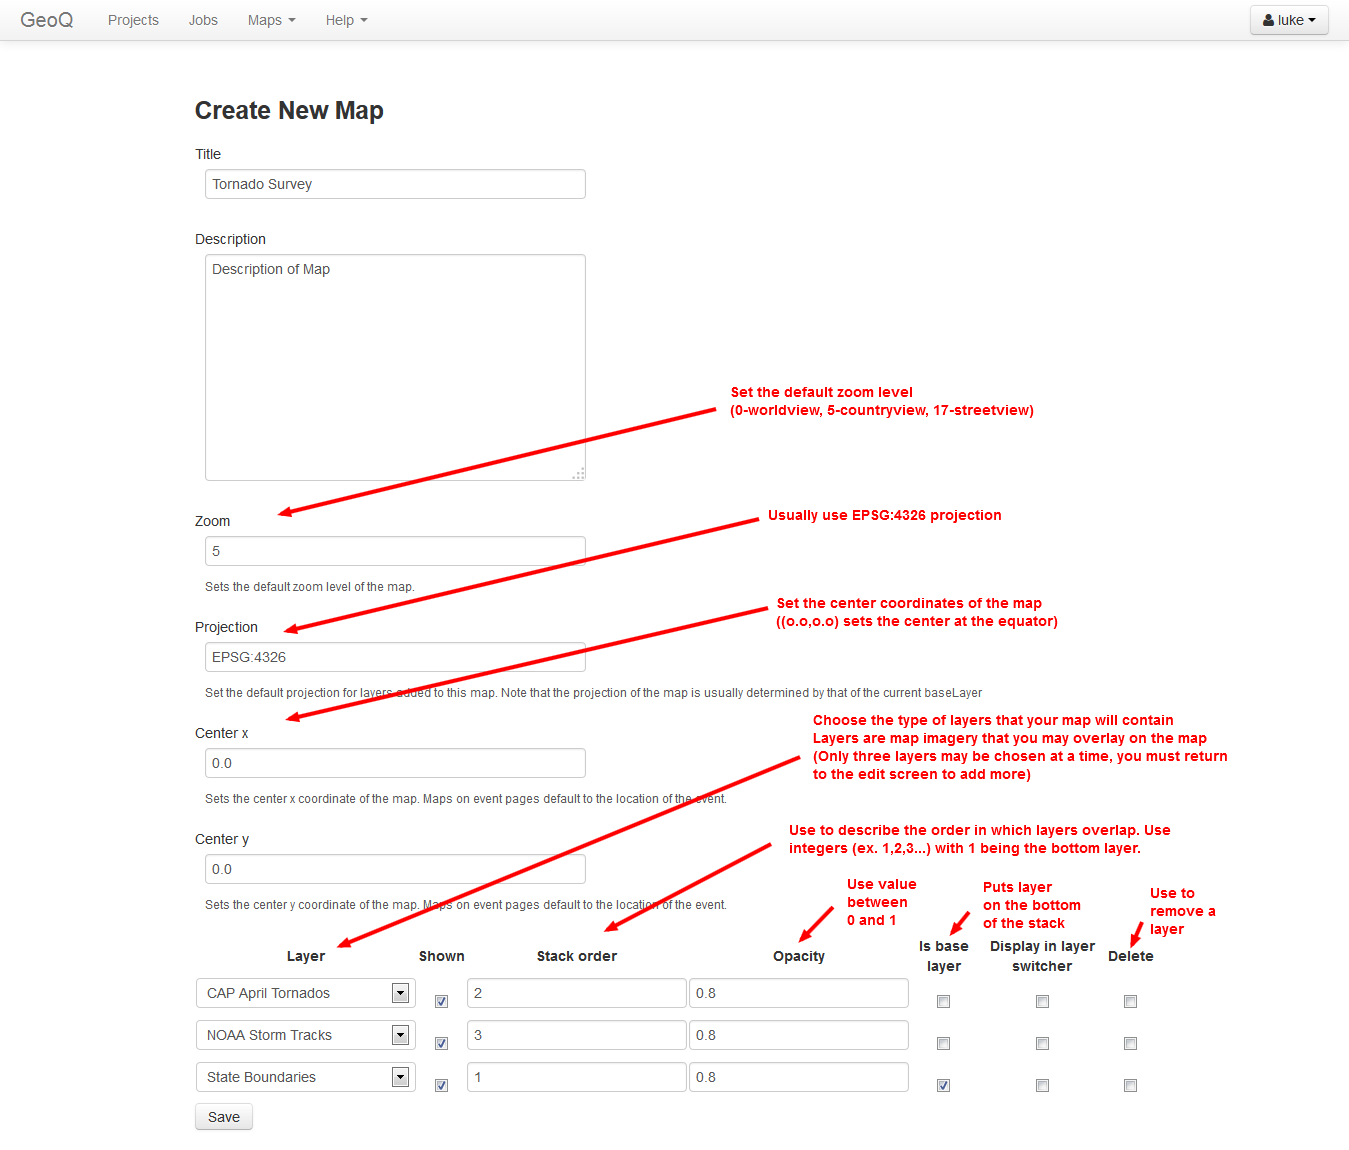 GeoQ Projects Jobs Maps Help luke
Create New Map
Title
Tornado Survey
Description
Description of Map
Set the default zoom level
(0-worldview, 5-countryview, 17-streetview)
Zoom
5
Sets the default zoom level of the map.
Usually use EPSG:4326 projection
Projection
EPSG:4326
Set the default projection for layers added to this map. Note that the projection of the map is usually determined by that of the current baseLayer
Set the center coordinates of the map
((o.o,o.o) sets the center at the equator)
Center x
0.0
Sets the center x coordinate of the map. Maps on event pages default to the location of the event.
Choose the type of layers that your map will contain
Layers are map imagery that you may overlay on the map
(Only three layers may be chosen at a time, you must return
to the edit screen to add more)
Center y
0.0
Sets the center y coordinate of the map. Maps on event pages default to the location of the event.
Use to describe the order in which layers overlap. Use
integers (ex. 1,2,3...) with 1 being the bottom layer.
Use value
between
0 and 1
Puts layer
on the bottom
of the stack
Use to
remove a
layer
Layer Shown Stack order Opacity Is base layer Display in layer switcher Delete
CAP April Tornados 2 0.8
NOAA Storm Tracks 3 0.8
State Boundaries 1 0.8
Save